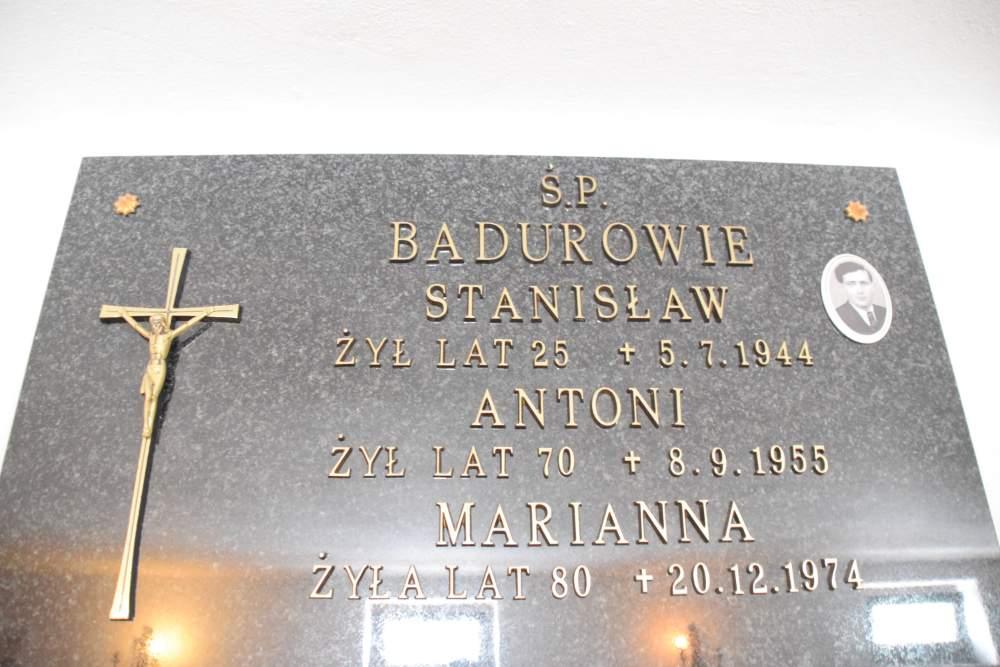 Ś.P.
BADUROWIE
STANISŁAW
ŻYŁ LAT 25 + 5.7.1944
ANTONI
ŻYŁ LAT 70 + 8.9.1955
MARIANNA
ŻYŁA LAT 80 + 20.12.1974